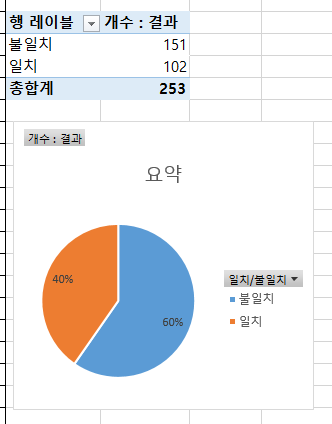 행 레이블 개수 : 결과
불일치 151
일치 102
총합계 253
개수 : 결과
요약
40%
60%
일치/불일치
불일치
일치